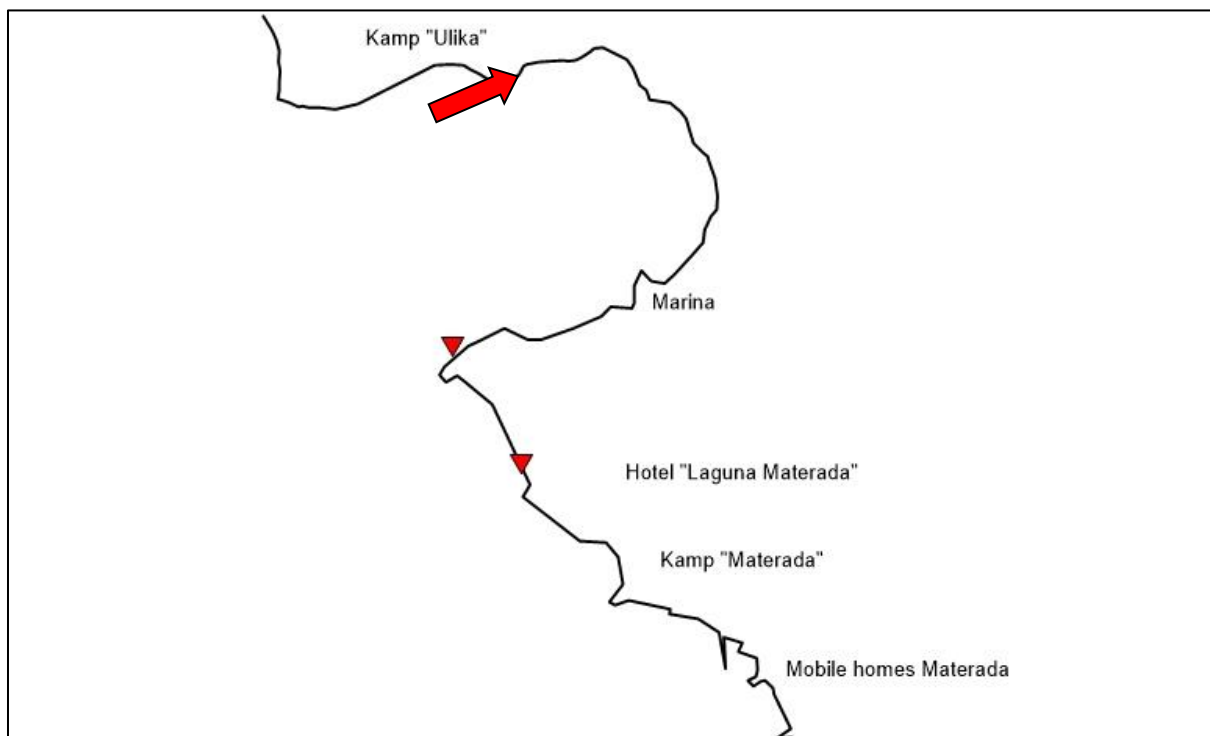 Kamp "Ulika"
Marina
Hotel "Laguna Materada"
Kamp "Materada"
Mobile homes Materada